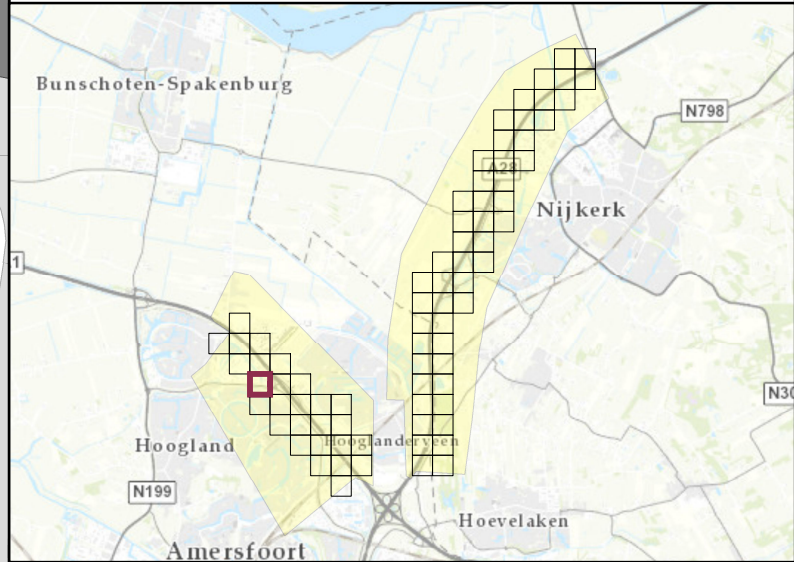 Bunschoten-Spakenburg
N798
A28
Nijkerk
1
N30
Hoogland
Hooglanderveen
N199
Hoevelaken
Amersfoort